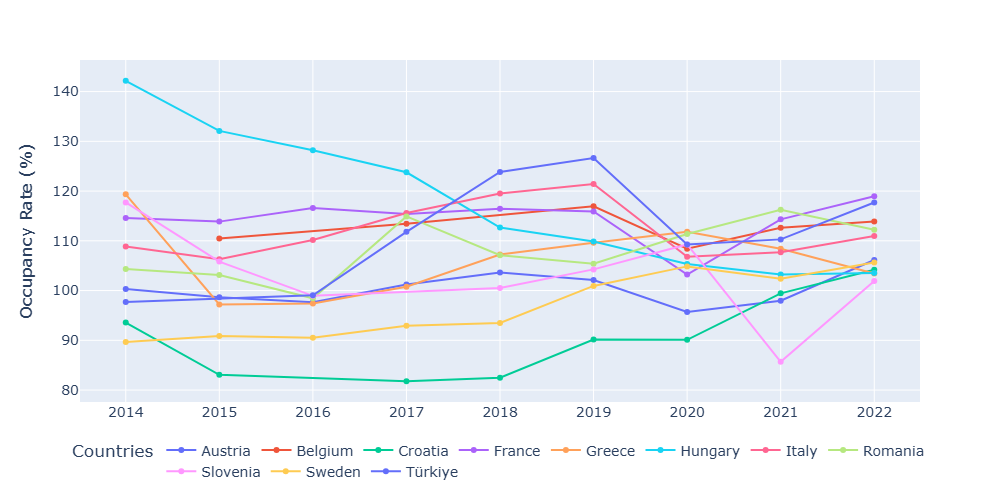 140
130
120
110
100
90
80
Occupancy Rate (%)
2014 2015 2016 2017 2018 2019 2020 2021 2022
Countries Austria Belgium Croatia France Greece Hungary Italy Romania
Slovenia Sweden Türkiye